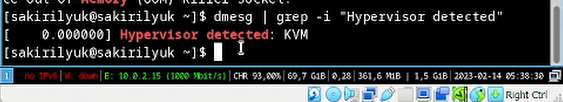 [sakirilyuk@sakirilyuk ~]$ dmesg | grep -i "Hypervisor detected"
[    0.000000] Hypervisor detected: KVM
[sakirilyuk@sakirilyuk ~]$
1 no IPv6| W: down| E: 10.0.2.15 (1000 Mbit/s)|CHR 93,00%|69,7 GiB|0,28|361,6 MiB | 1,5 GiB|2023-02-14 05:38:30
Right Ctrl